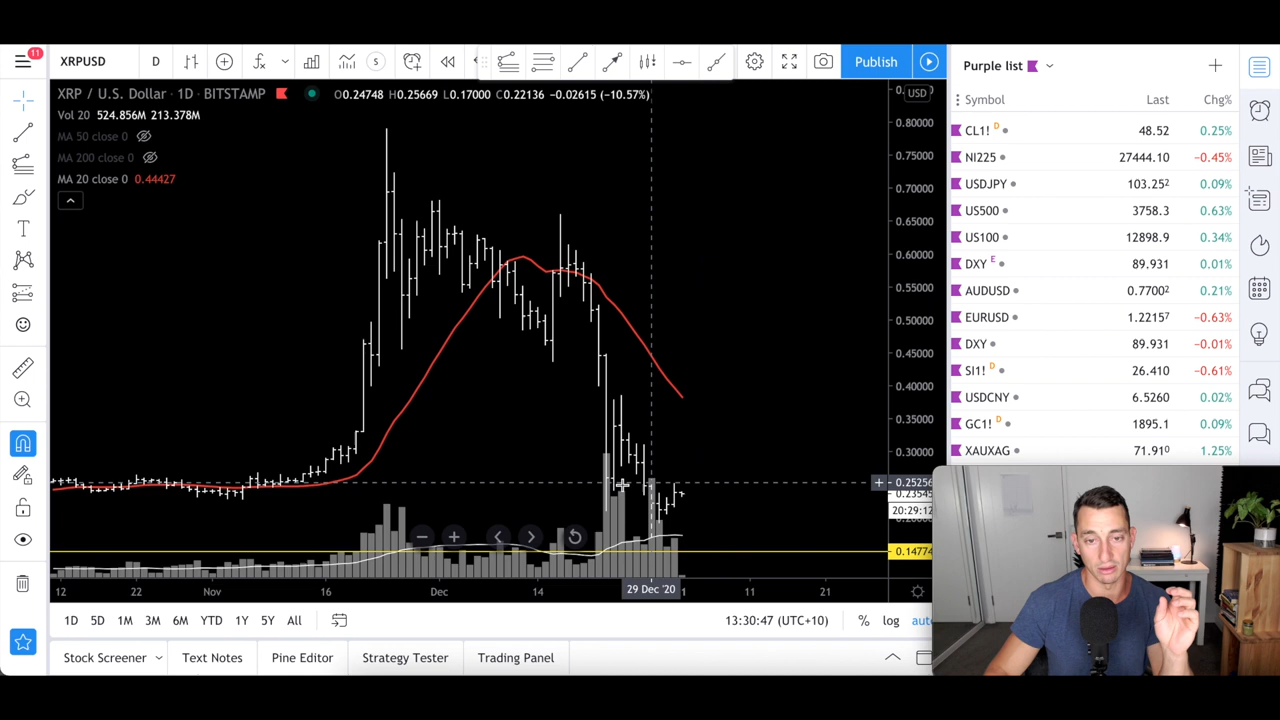 11
XRPUSD
D
S
Publish
XRP / U.S. Dollar · 1D · BITSTAMP
O0.24748 H0.25669 L0.17000 C0.22136 −0.02615 (−10.57%)
USD
Vol 20 524.856M 213.378M
MA 50 close 0
MA 200 close 0
MA 20 close 0 0.44427
0.80000
0.75000
0.70000
0.65000
0.60000
0.55000
0.50000
0.45000
0.40000
0.35000
0.30000
0.25256
0.23545
20:29:12
0.14774
12
22
Nov
16
Dec
14
29 Dec '20
11
21
1D
5D
1M
3M
6M
YTD
1Y
5Y
All
13:30:47 (UTC+10)
%
log
Stock Screener
Text Notes
Pine Editor
Strategy Tester
Trading Panel
Purple list
Symbol Last Chg%
CL1! D 48.52 0.25%
NI225 27444.10 −0.45%
USDJPY 103.252 0.09%
US500 3758.3 0.63%
US100 12898.9 0.34%
DXY E 89.931 0.01%
AUDUSD 0.77002 0.21%
EURUSD 1.22157 −0.63%
DXY 89.931 −0.01%
SI1! D 26.410 −0.61%
USDCNY 6.5260 0.02%
GC1! D 1895.1 0.09%
XAUXAG 71.910 1.25%